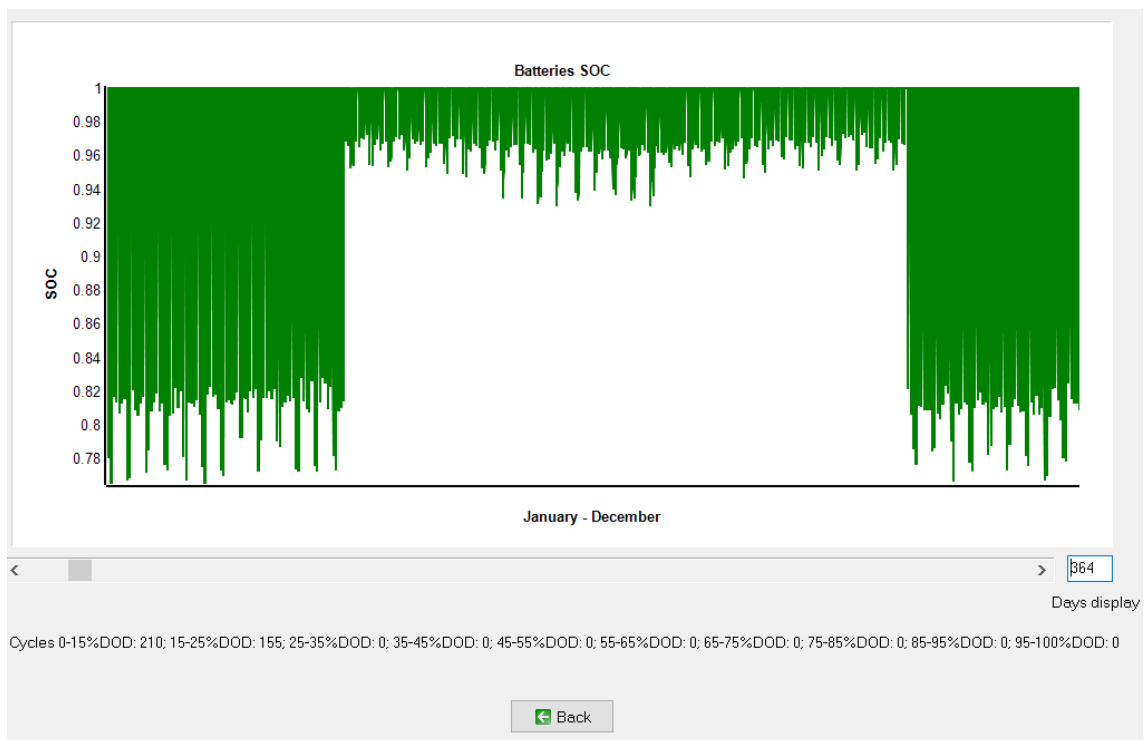 Batteries SOC
1
0.98
0.96
0.94
0.92
0.9
0.88
0.86
0.84
0.82
0.8
0.78
SOC
January - December
364
Days display
Cycles 0-15%DOD: 210; 15-25%DOD: 155; 25-35%DOD: 0; 35-45%DOD: 0; 45-55%DOD: 0; 55-65%DOD: 0; 65-75%DOD: 0; 75-85%DOD: 0; 85-95%DOD: 0; 95-100%DOD: 0
Back